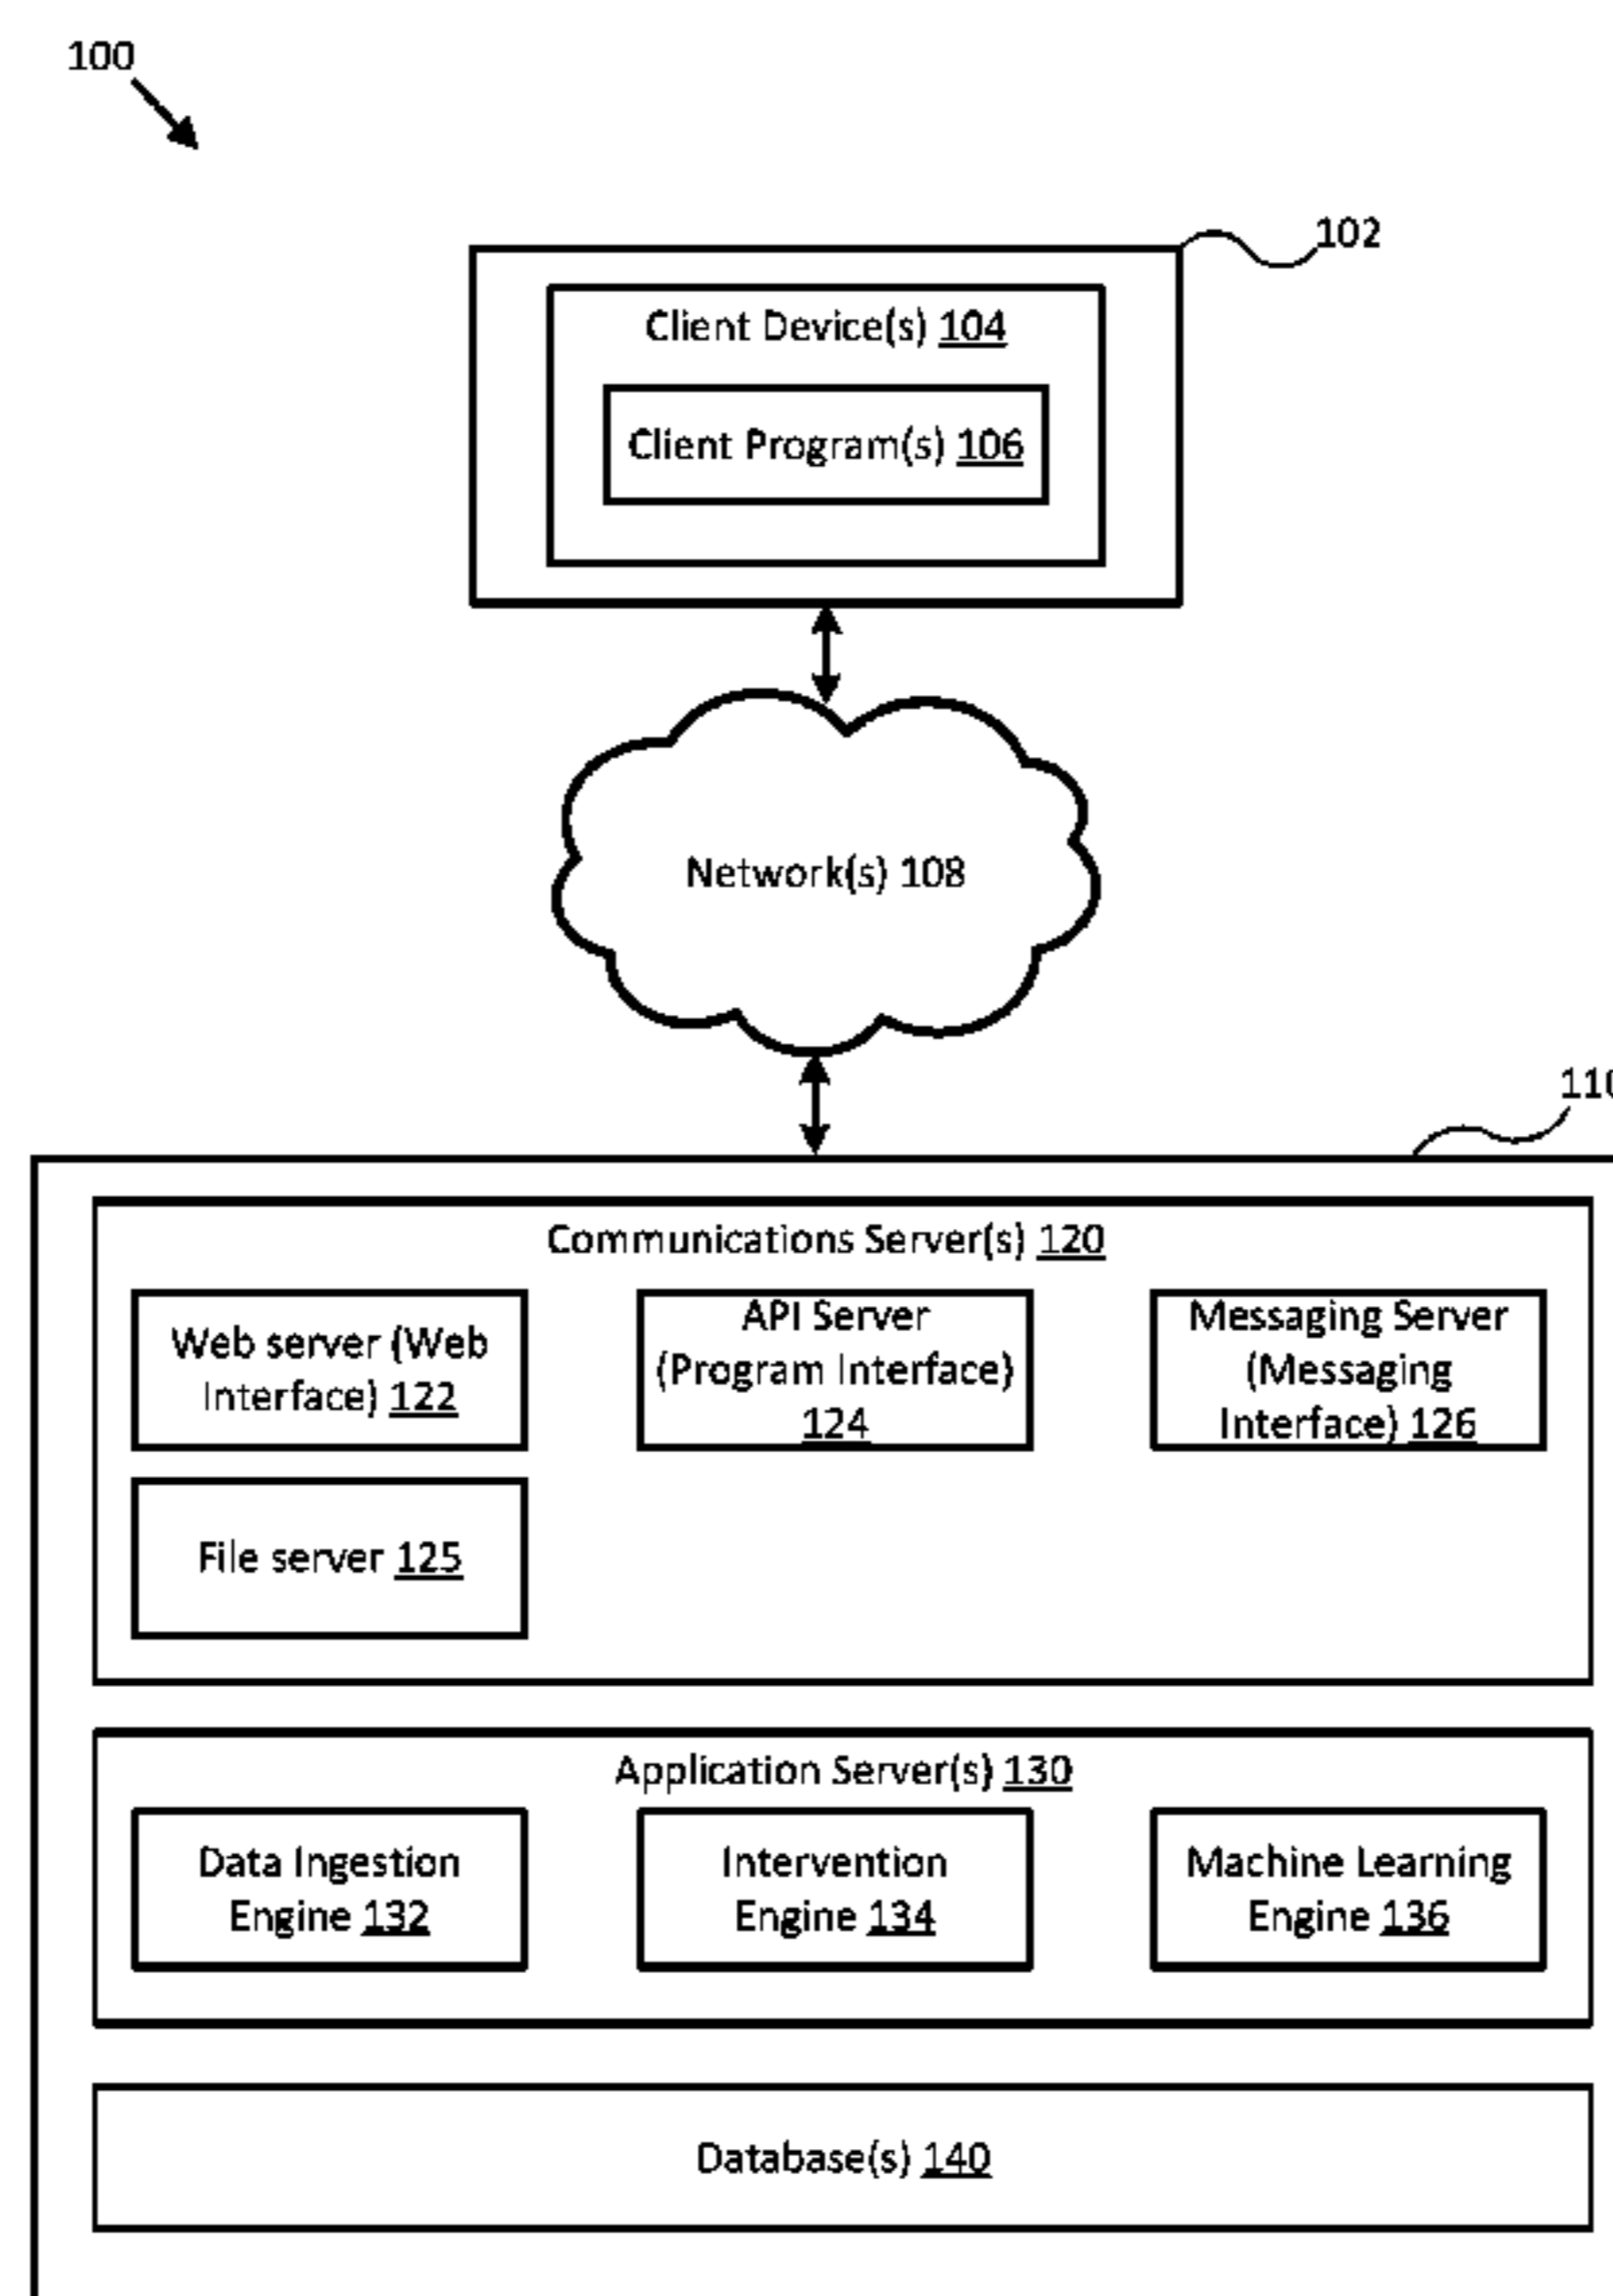 100
102
Client Device(s) 104
Client Program(s) 106
Network(s) 108
110
Communications Server(s) 120
Web server (Web
Interface) 122
API Server
(Program Interface)
124
Messaging Server
(Messaging
Interface) 126
File server 125
Application Server(s) 130
Data Ingestion
Engine 132
Intervention
Engine 134
Machine Learning
Engine 136
Database(s) 140